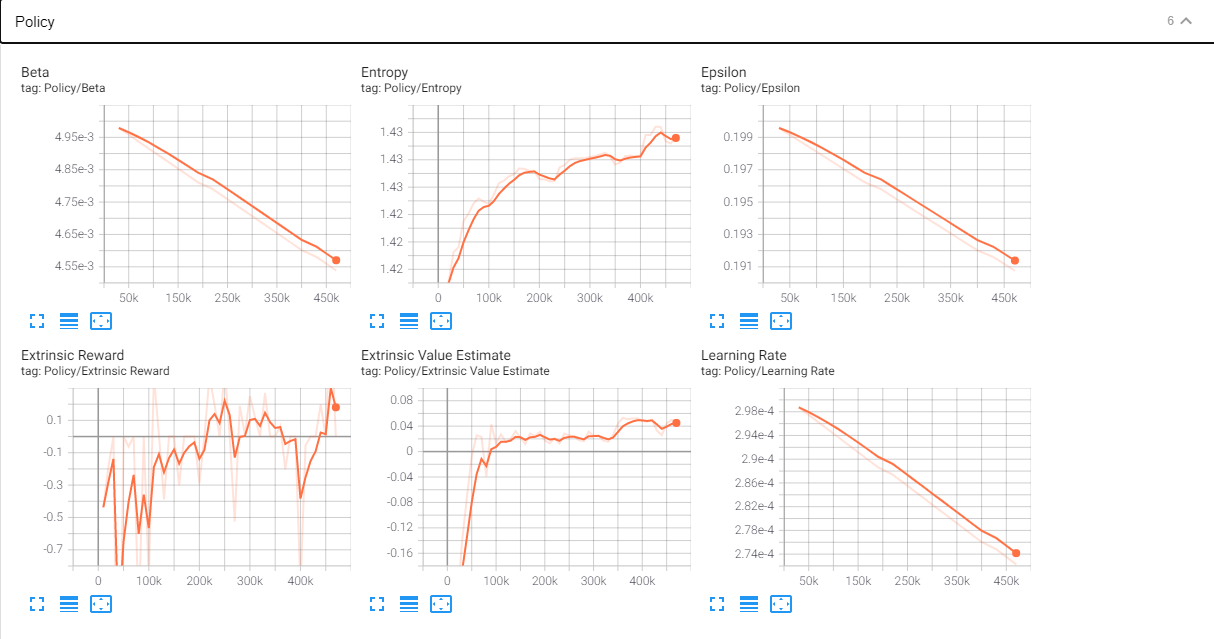 Policy 6
Beta
tag: Policy/Beta
4.95e-3
4.85e-3
4.75e-3
4.65e-3
4.55e-3
50k 150k 250k 350k 450k
Entropy
tag: Policy/Entropy
1.43
1.43
1.43
1.42
1.42
1.42
0 100k 200k 300k 400k
Epsilon
tag: Policy/Epsilon
0.199
0.197
0.195
0.193
0.191
50k 150k 250k 350k 450k
Extrinsic Reward
tag: Policy/Extrinsic Reward
0.1
-0.1
-0.3
-0.5
-0.7
0 100k 200k 300k 400k
Extrinsic Value Estimate
tag: Policy/Extrinsic Value Estimate
0.08
0.04
0
-0.04
-0.08
-0.12
-0.16
0 100k 200k 300k 400k
Learning Rate
tag: Policy/Learning Rate
2.98e-4
2.94e-4
2.9e-4
2.86e-4
2.82e-4
2.78e-4
2.74e-4
50k 150k 250k 350k 450k